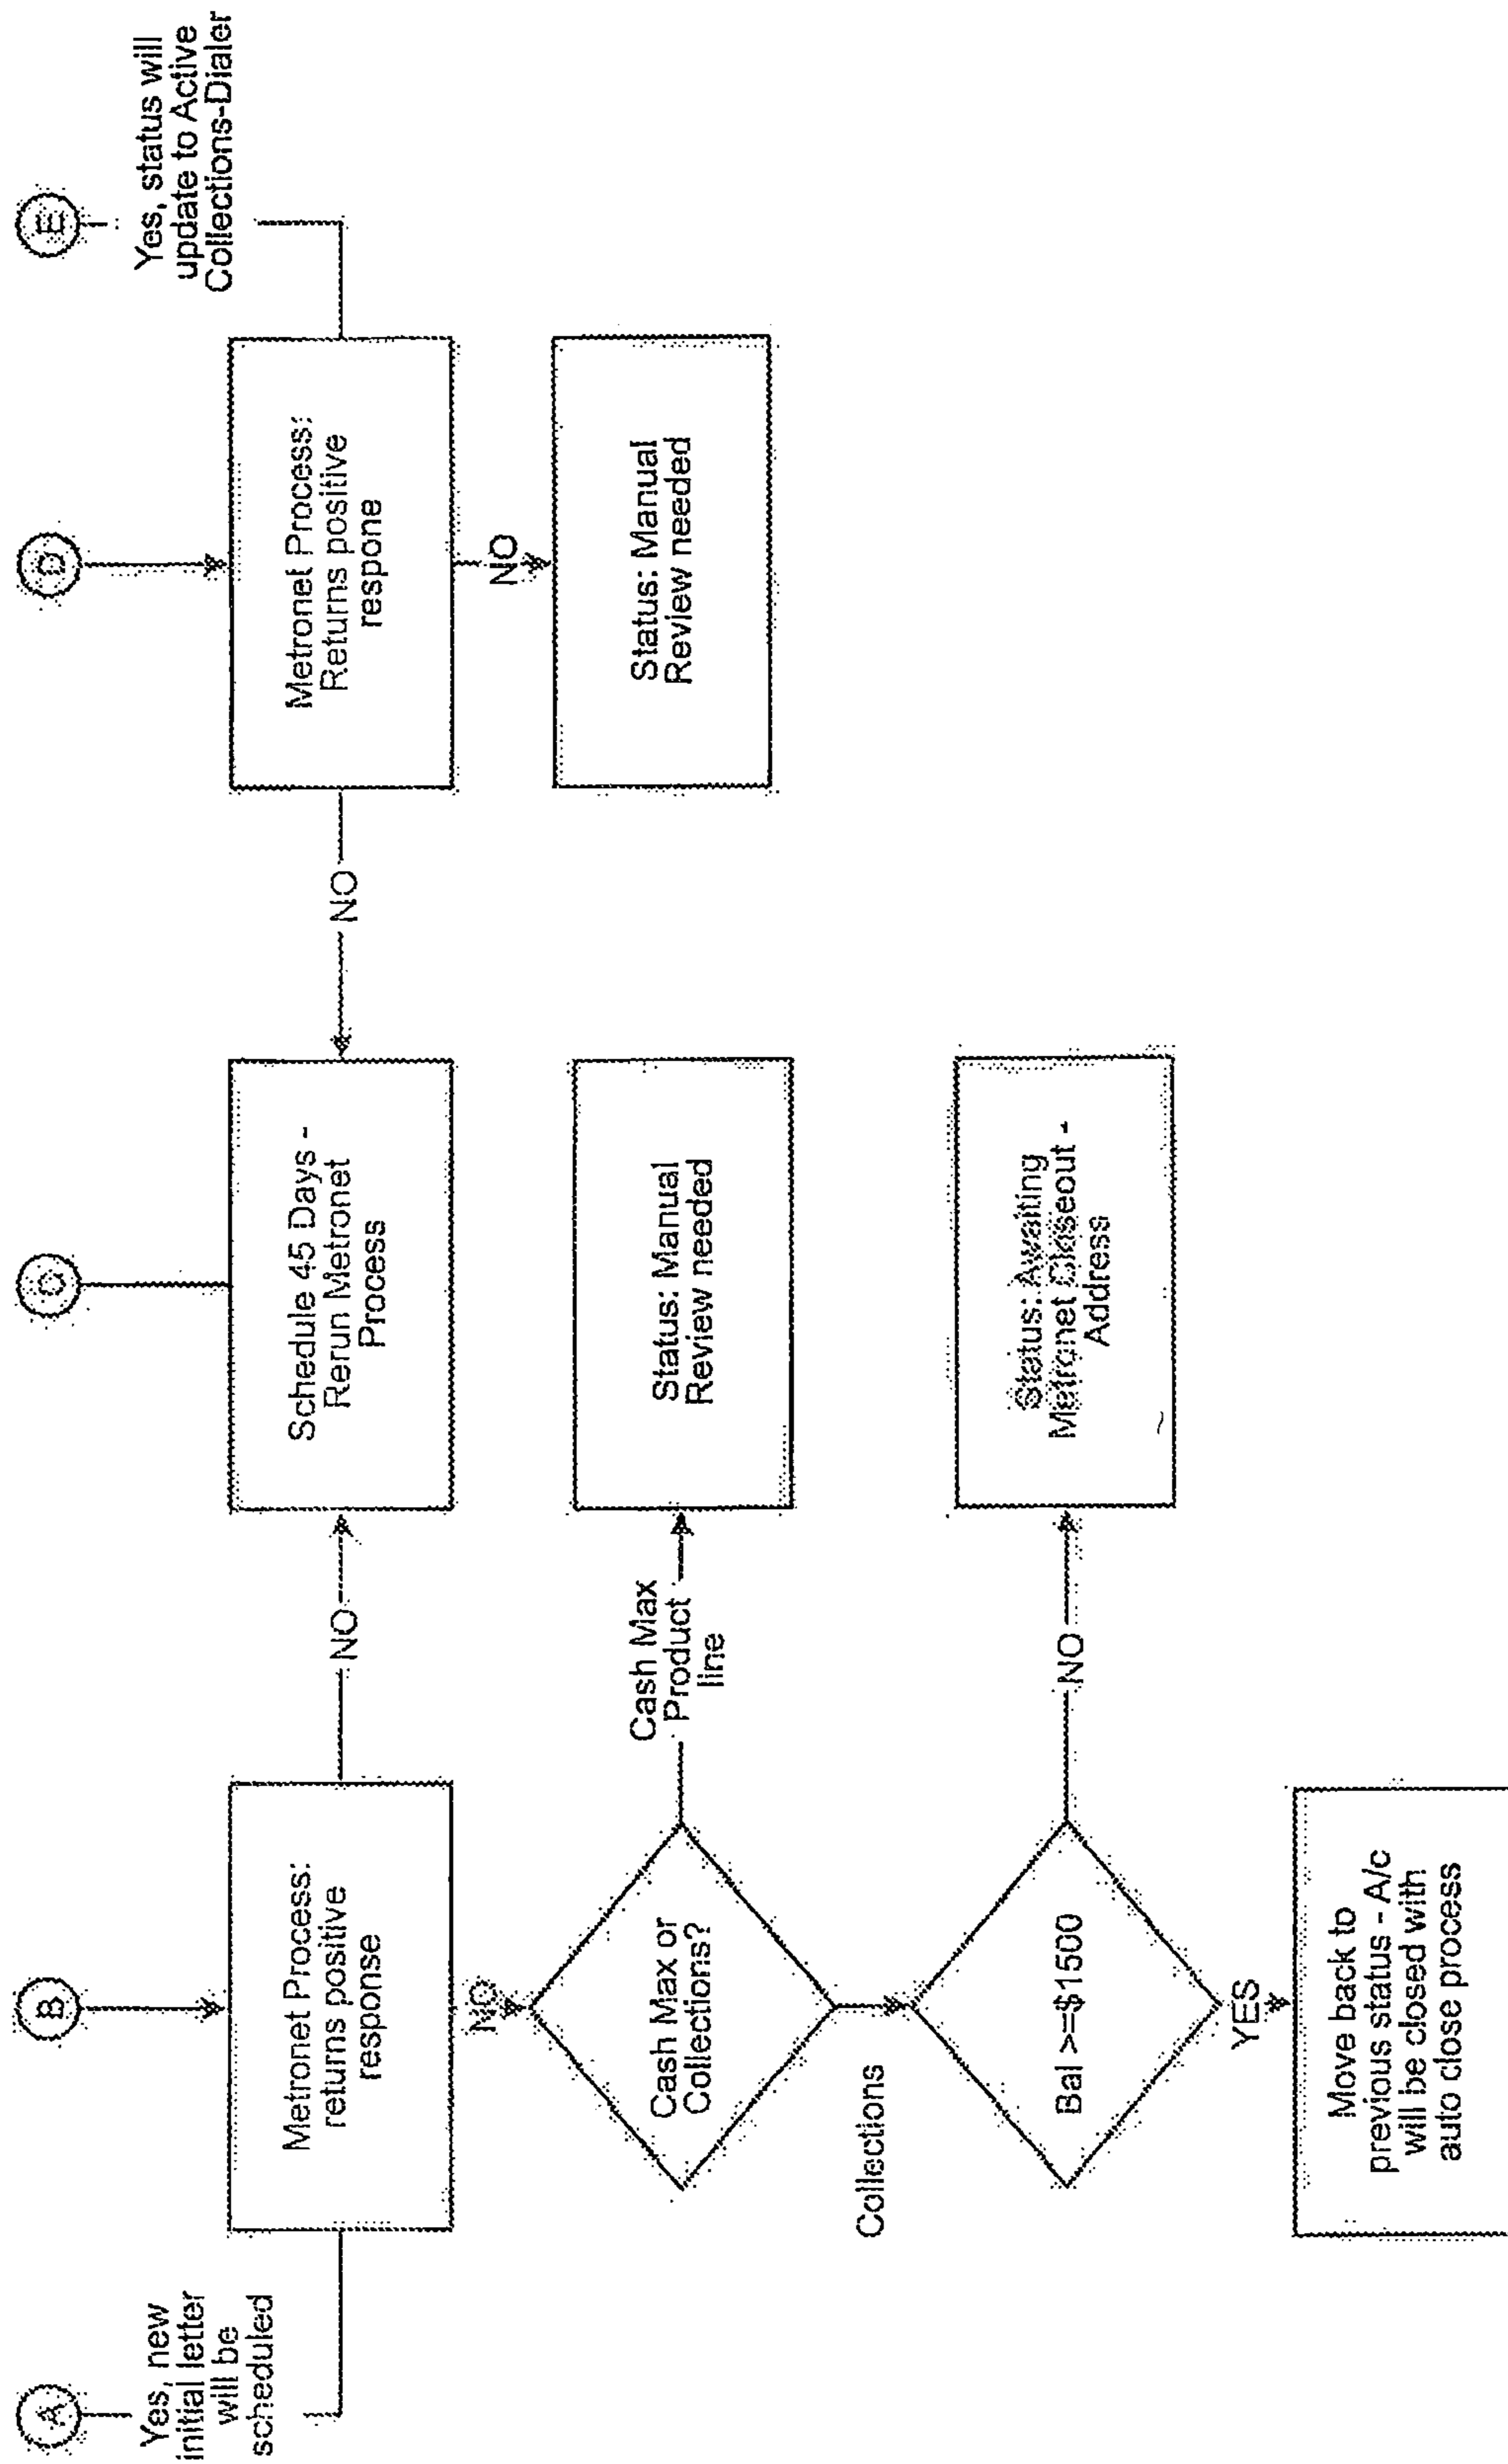 A
B
C
D
E
Yes, new
initial letter
will be
scheduled
Metronet Process:
returns positive
response
NO
Schedule 45 Days -
Rerun Metronet
Process
NO
Metronet Process:
Returns positive
respone
Yes, status will
update to Active
Collections-Dialer
NO
Cash Max or
Collections?
Cash Max
Product
line
Status: Manual
Review needed
NO
Status: Manual
Review needed
Collections
Bal >=$1500
NO
Status: Awaiting
Metronet Closeout -
Address
YES
Move back to
previous status - A/c
will be closed with
auto close process